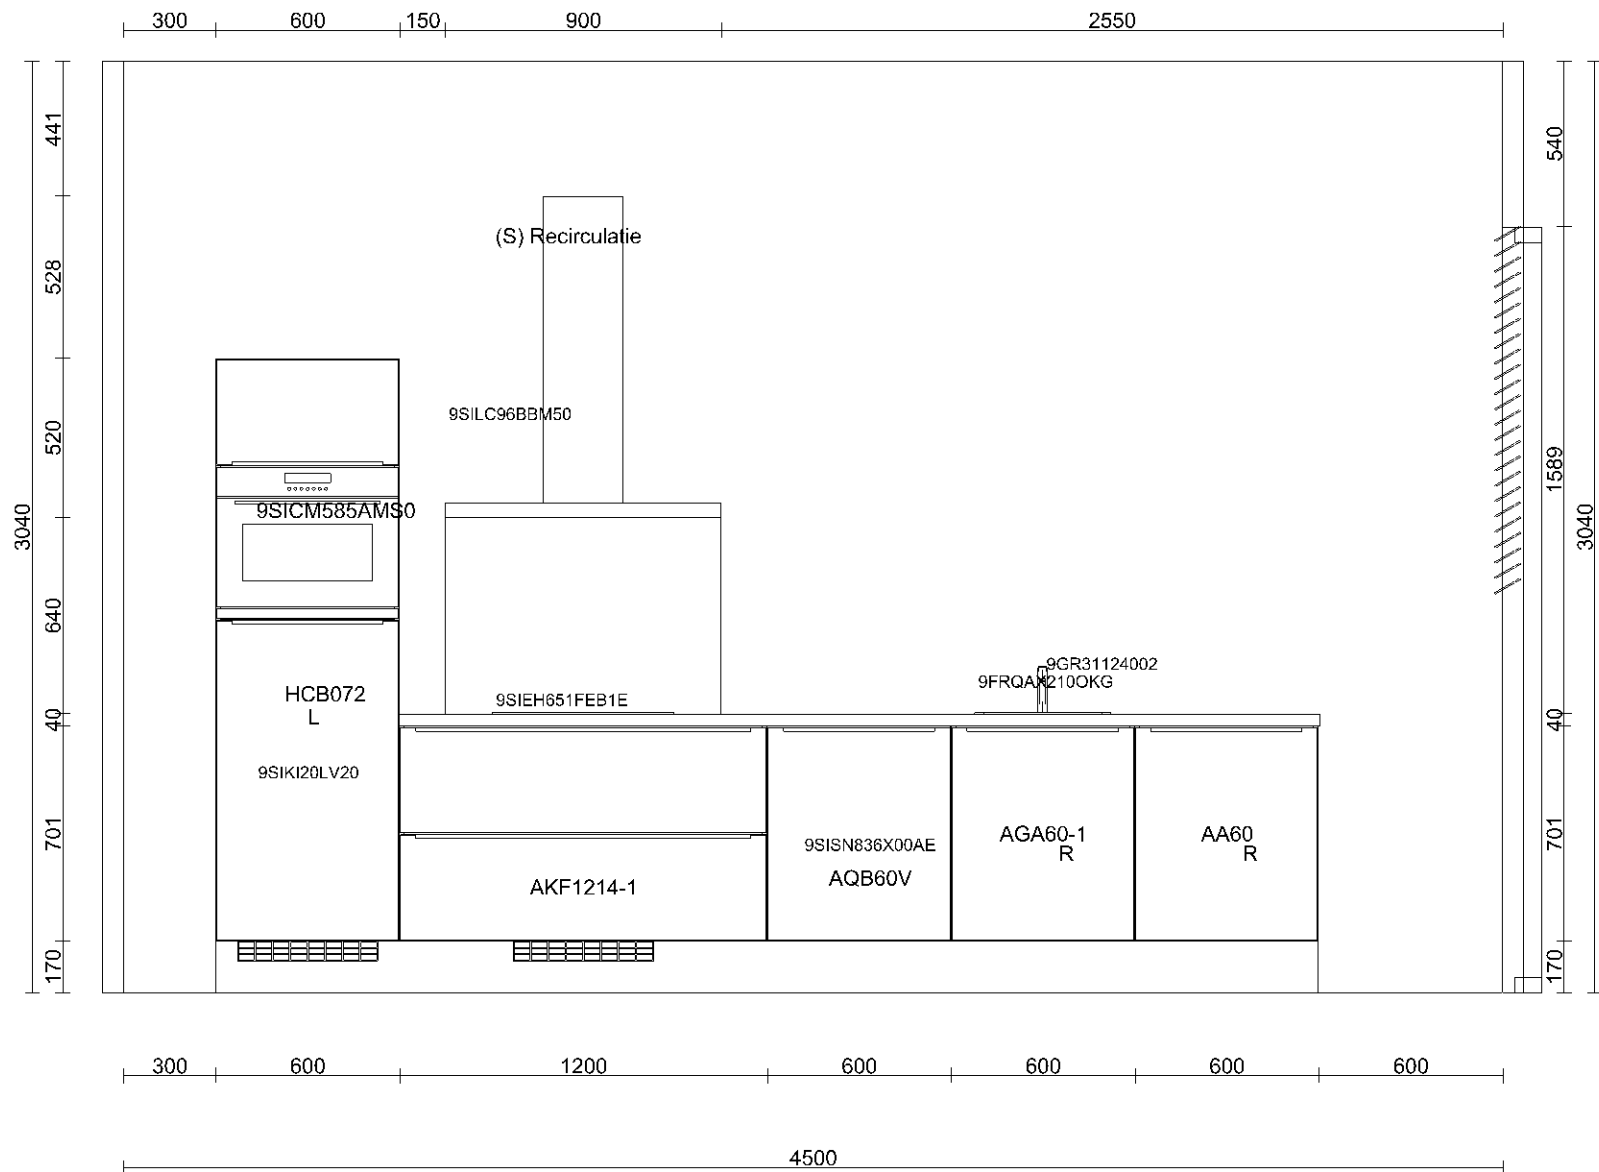 300 600 150 900 2550
441
540
(S) Recirculatie
528
9SILC96BBM50
520
1589
9SICM585AMS0
3040
3040
640
9GR31124002
9FRQAX210OKG
HCB072
L
9SIEH651FEB1E
40
40
9SIKI20LV20
701
AGA60-1
R
AA60
R
701
9SISN836X00AE
AQB60V
AKF1214-1
170
170
300 600 1200 600 600 600 600
4500